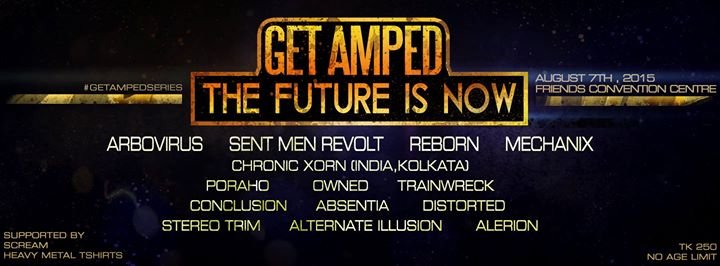 GET AMPED
THE FUTURE IS NOW
#GETAMPEDSERIES
AUGUST 7TH , 2015
FRIENDS CONVENTION CENTRE
ARBOVIRUS SENT MEN REVOLT REBORN MECHANIX
CHRONIC XORN (INDIA,KOLKATA)
PORAHO OWNED TRAINWRECK
CONCLUSION ABSENTIA DISTORTED
STEREO TRIM ALTERNATE ILLUSION ALERION
SUPPORTED BY
SCREAM
HEAVY METAL TSHIRTS
TK 250
NO AGE LIMIT